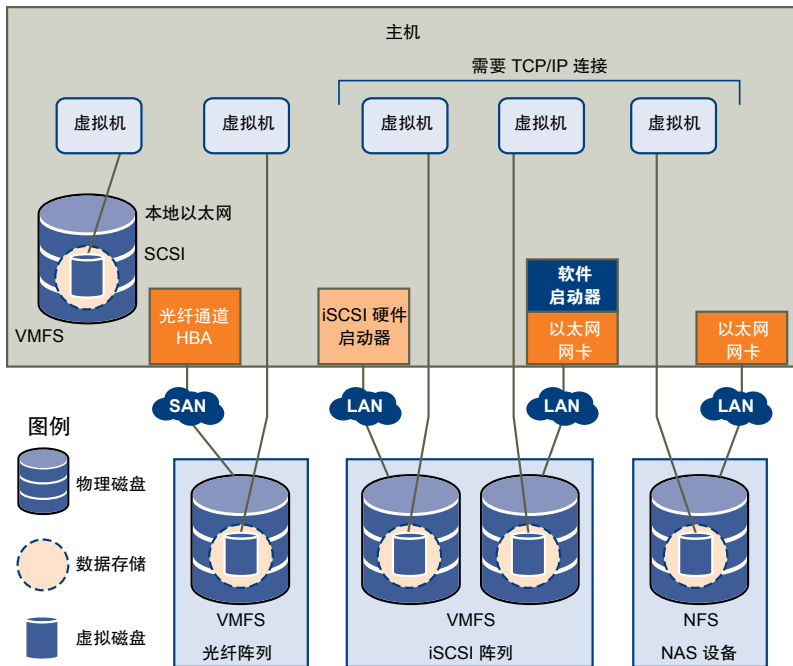 主机
需要 TCP/IP 连接
虚拟机
虚拟机
虚拟机
虚拟机
虚拟机
本地以太网
SCSI
VMFS
光纤通道
HBA
iSCSI 硬件
启动器
软件
启动器
以太网
网卡
以太网
网卡
SAN
LAN
LAN
LAN
图例
物理磁盘
数据存储
虚拟磁盘
VMFS
光纤阵列
VMFS
iSCSI 阵列
NFS
NAS 设备